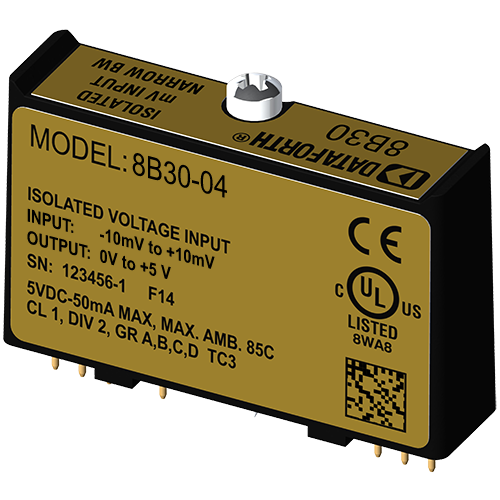 ISOLATED
mV INPUT
NARROW BW
DATAFORTH®
8B30
MODEL: 8B30-04
ISOLATED VOLTAGE INPUT
INPUT: -10mV to +10mV
OUTPUT: 0V to +5 V
SN: 123456-1 F14
5VDC-50mA MAX, MAX. AMB. 85C
CL 1, DIV 2, GR A,B,C,D TC3
CE
C UL US
LISTED
8WA8